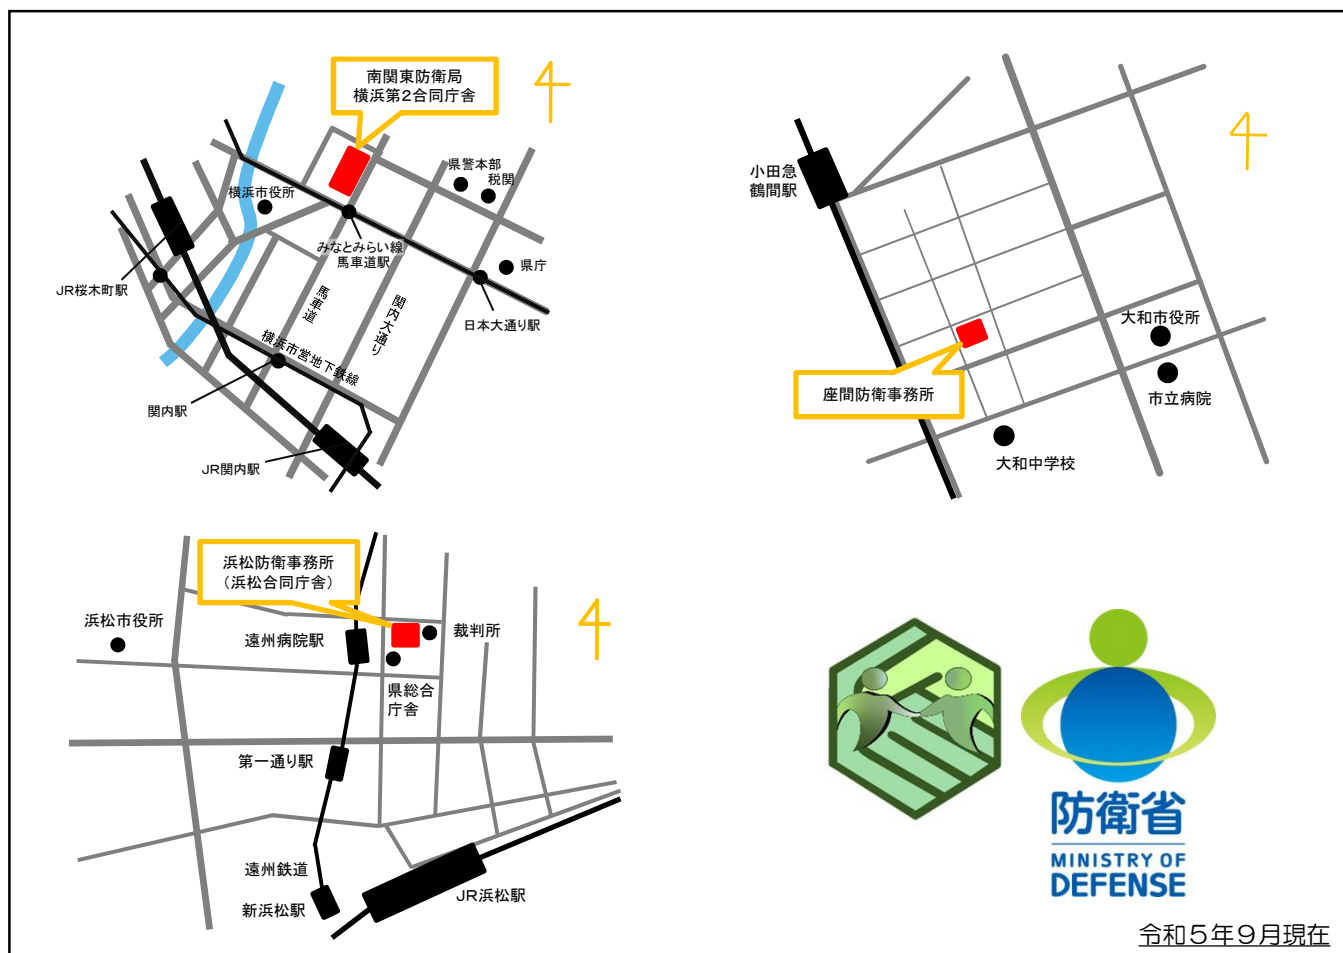 南関東防衛局
横浜第2合同庁舎
県警本部
税関
横浜市役所
みなとみらい線
馬車道駅
県庁
JR桜木町駅
馬車道
関内大通り
日本大通り駅
横浜市営地下鉄線
関内駅
JR関内駅
小田急
鶴間駅
大和市役所
座間防衛事務所
市立病院
大和中学校
浜松防衛事務所
(浜松合同庁舎)
浜松市役所
遠州病院駅
裁判所
県総合
庁舎
第一通り駅
遠州鉄道
新浜松駅
JR浜松駅
防衛省
MINISTRY OF
DEFENSE
令和5年9月現在